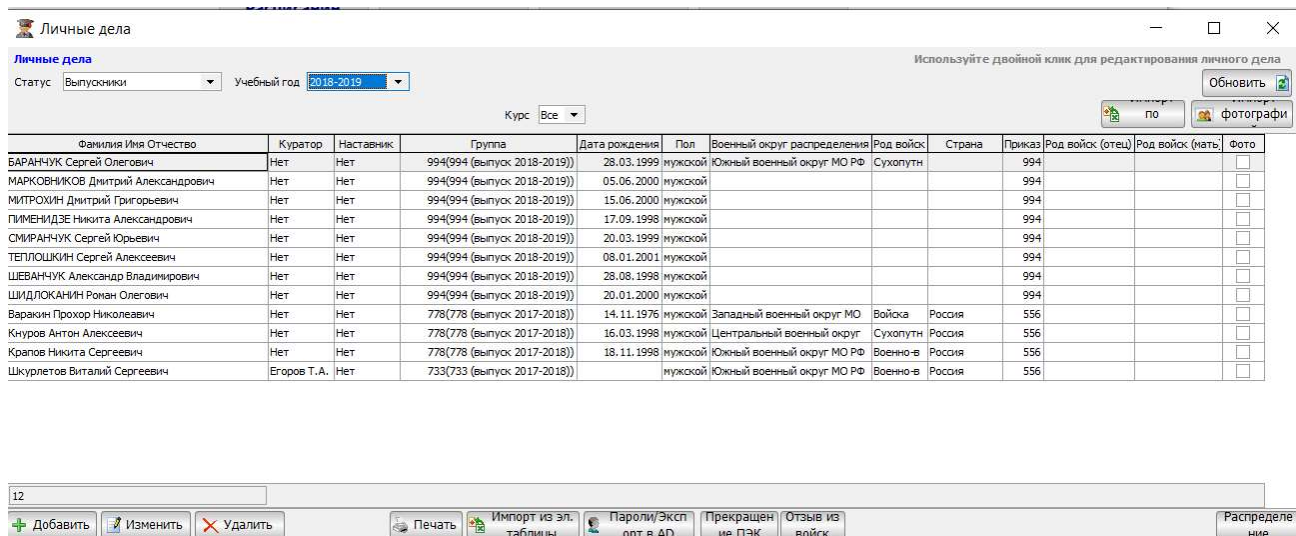 Личные дела
Личные дела Используйте двойной клик для редактирования личного дела
Статус Выпускники Учебный год 2018-2019 Обновить
Курс Все по фотографи
Фамилия Имя Отчество Куратор Наставник Группа Дата рождения Пол Военный округ распределения Род войск Страна Приказ Род войск (отец) Род войск (мать) Фото
БАРАНЧУК Сергей Олегович Нет Нет 994(994 (выпуск 2018-2019)) 28.03.1999 мужской Южный военный округ МО РФ Сухопутн 994
МАРКОВНИКОВ Дмитрий Александрович Нет Нет 994(994 (выпуск 2018-2019)) 05.06.2000 мужской 994
МИТРОХИН Дмитрий Григорьевич Нет Нет 994(994 (выпуск 2018-2019)) 15.06.2000 мужской 994
ПИМЕНИДЗЕ Никита Александрович Нет Нет 994(994 (выпуск 2018-2019)) 17.09.1998 мужской 994
СМИРАНЧУК Сергей Юрьевич Нет Нет 994(994 (выпуск 2018-2019)) 20.03.1999 мужской 994
ТЕПЛОШКИН Сергей Алексеевич Нет Нет 994(994 (выпуск 2018-2019)) 08.01.2001 мужской 994
ШЕВАНЧУК Александр Владимирович Нет Нет 994(994 (выпуск 2018-2019)) 28.08.1998 мужской 994
ШИДЛОКАНИН Роман Олегович Нет Нет 994(994 (выпуск 2018-2019)) 20.01.2000 мужской 994
Варакин Прохор Николеавич Нет Нет 778(778 (выпуск 2017-2018)) 14.11.1976 мужской Западный военный округ МО Войска Россия 556
Кнуров Антон Алексеевич Нет Нет 778(778 (выпуск 2017-2018)) 16.03.1998 мужской Центральный военный округ Сухопутн Россия 556
Крапов Никита Сергеевич Нет Нет 778(778 (выпуск 2017-2018)) 18.11.1998 мужской Южный военный округ МО РФ Военно-в Россия 556
Шкурлетов Виталий Сергеевич Егоров Т.А. Нет 733(733 (выпуск 2017-2018)) мужской Южный военный округ МО РФ Военно-в Россия 556
12
Добавить Изменить Удалить Печать Импорт из эл. таблицы Пароли/Эксп орт в AD Прекращен ие ПЭК Отзыв из войск Распределе ние